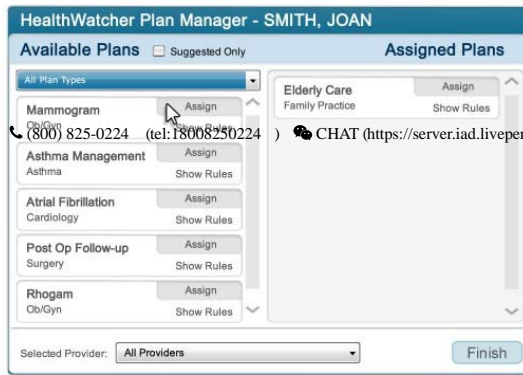 HealthWatcher Plan Manager - SMITH, JOAN
Available Plans Suggested Only
Assigned Plans
All Plan Types
Mammogram Assign
Ob/Gyn Show Rules
(800) 825-0224 (tel:18008250224 ) CHAT (https://server.iad.liveper
Asthma Management Assign
Asthma Show Rules
Atrial Fibrillation Assign
Cardiology Show Rules
Post Op Follow-up Assign
Surgery Show Rules
Rhogam Assign
Ob/Gyn Show Rules
Elderly Care Assign
Family Practice Show Rules
Selected Provider: All Providers
Finish